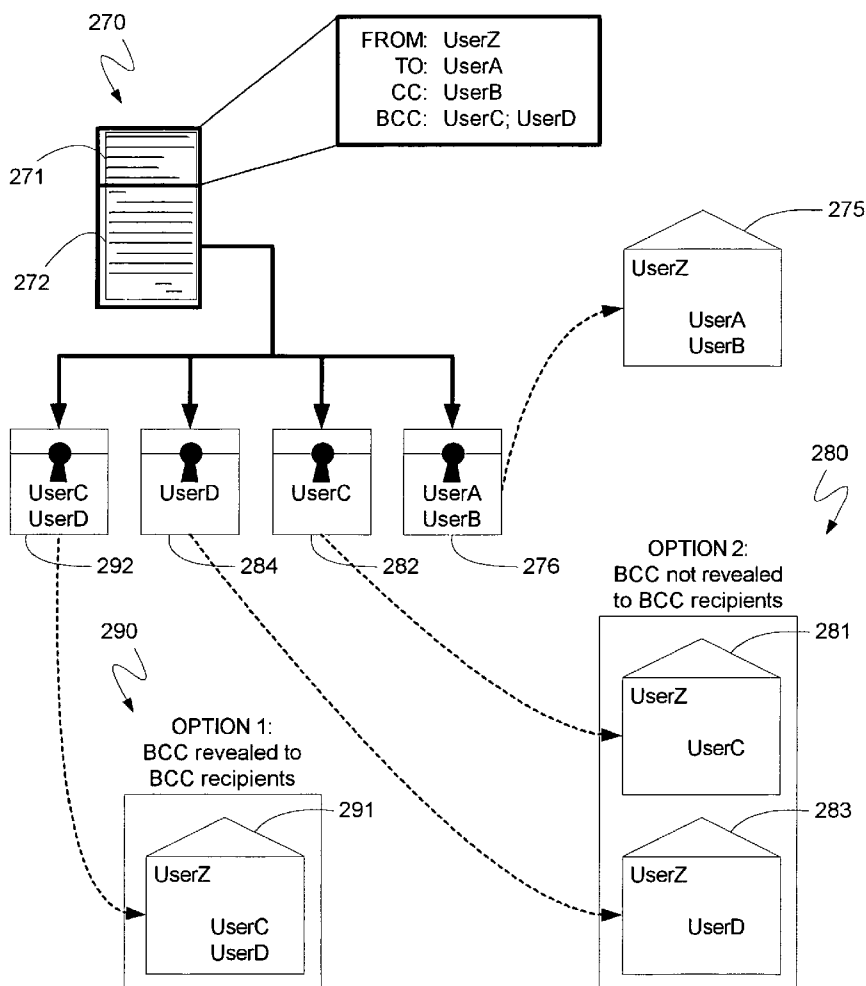 270
FROM: UserZ
TO: UserA
CC: UserB
BCC: UserC; UserD
271
272
275
UserZ
UserA
UserB
UserC
UserD
292
UserD
284
UserC
282
UserA
UserB
276
280
OPTION 2:
BCC not revealed
to BCC recipients
281
UserZ
UserC
283
UserZ
UserD
290
OPTION 1:
BCC revealed to
BCC recipients
291
UserZ
UserC
UserD